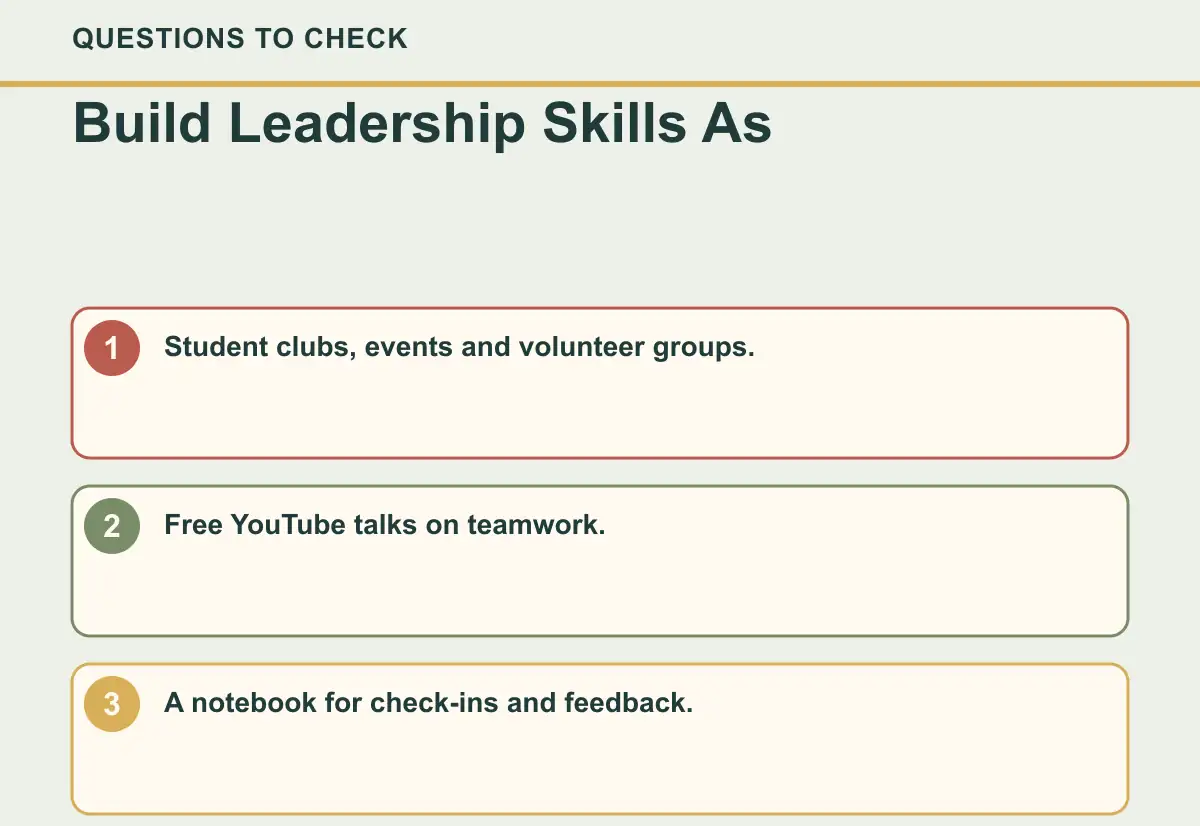 QUESTIONS TO CHECK
Build Leadership Skills As
1 Student clubs, events and volunteer groups.
2 Free YouTube talks on teamwork.
3 A notebook for check-ins and feedback.